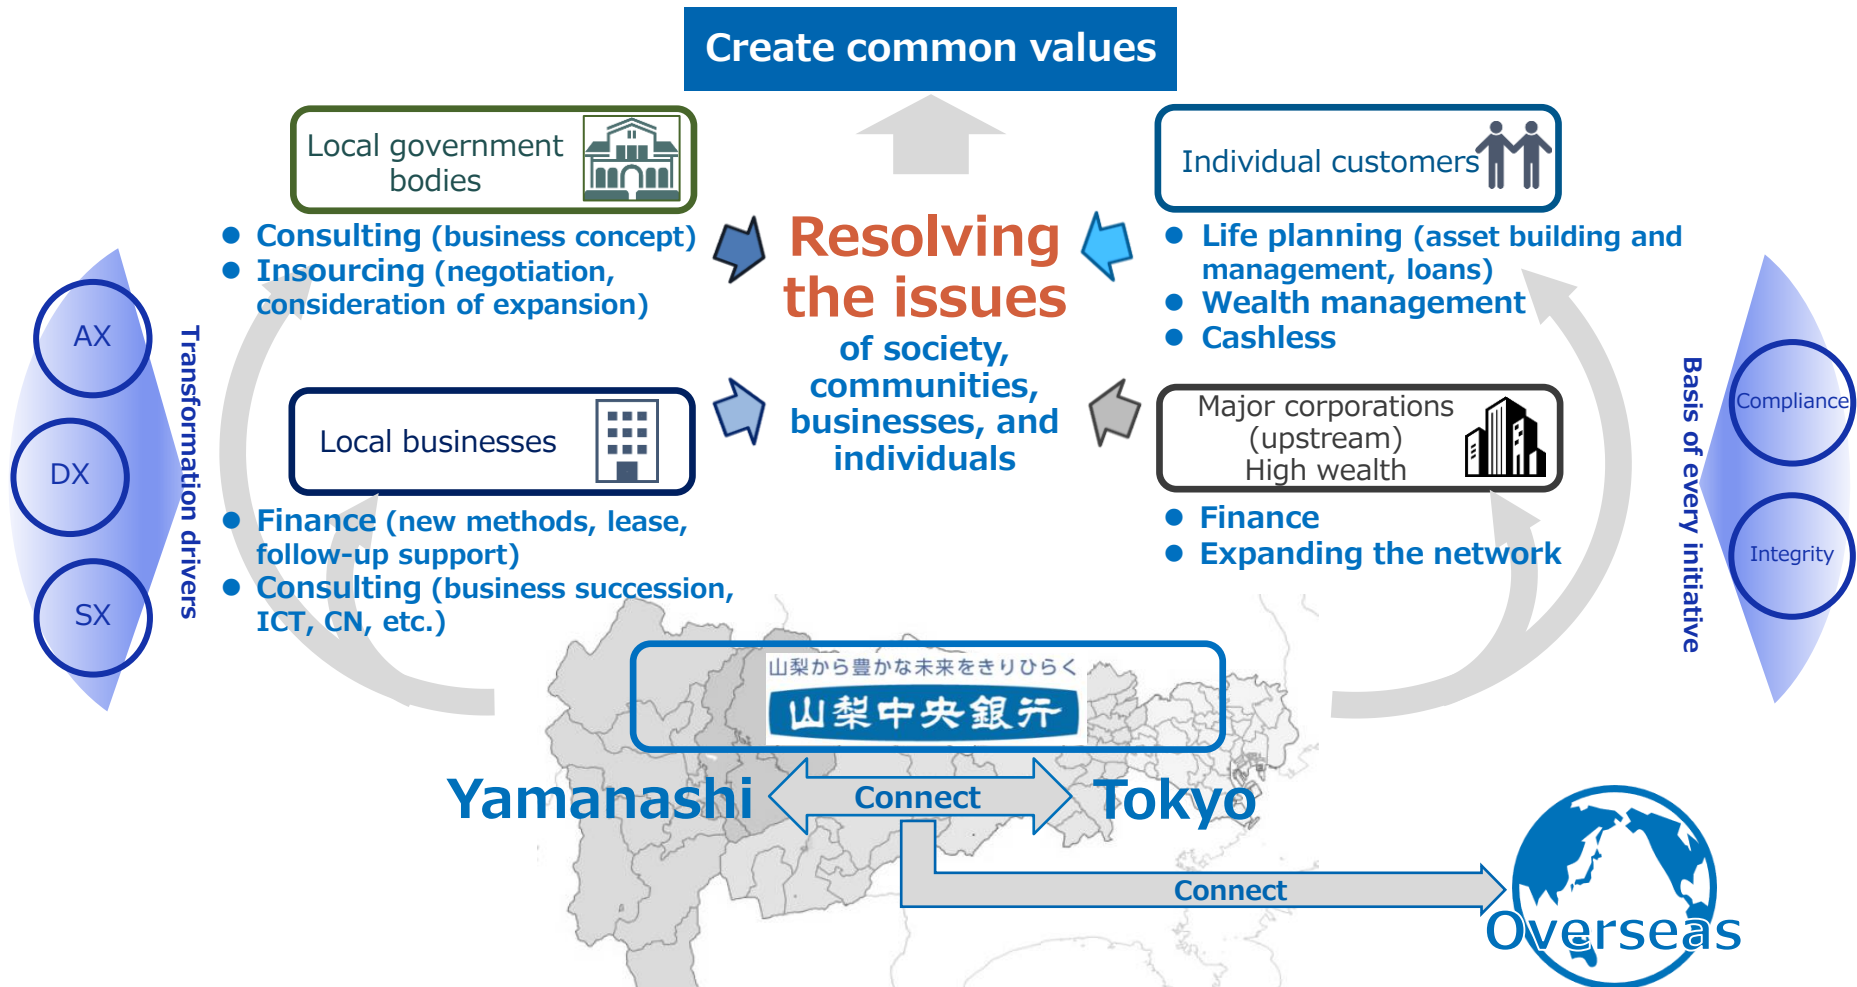 Create common values
Local government
bodies
Consulting (business concept)
Insourcing (negotiation,
consideration of expansion)
Local businesses
Finance (new methods, lease,
follow-up support)
Consulting (business succession,
ICT, CN, etc.)
Resolving
the issues
of society,
communities,
businesses, and
individuals
Individual customers
Life planning (asset building and
management, loans)
Wealth management
Cashless
Major corporations
(upstream)
High wealth
Finance
Expanding the network
AX
DX
SX
Transformation drivers
Compliance
Integrity
Basis of every initiative
山梨から豊かな未来をきりひらく
山梨中央銀行
Yamanashi
Connect
Tokyo
Connect
Overseas